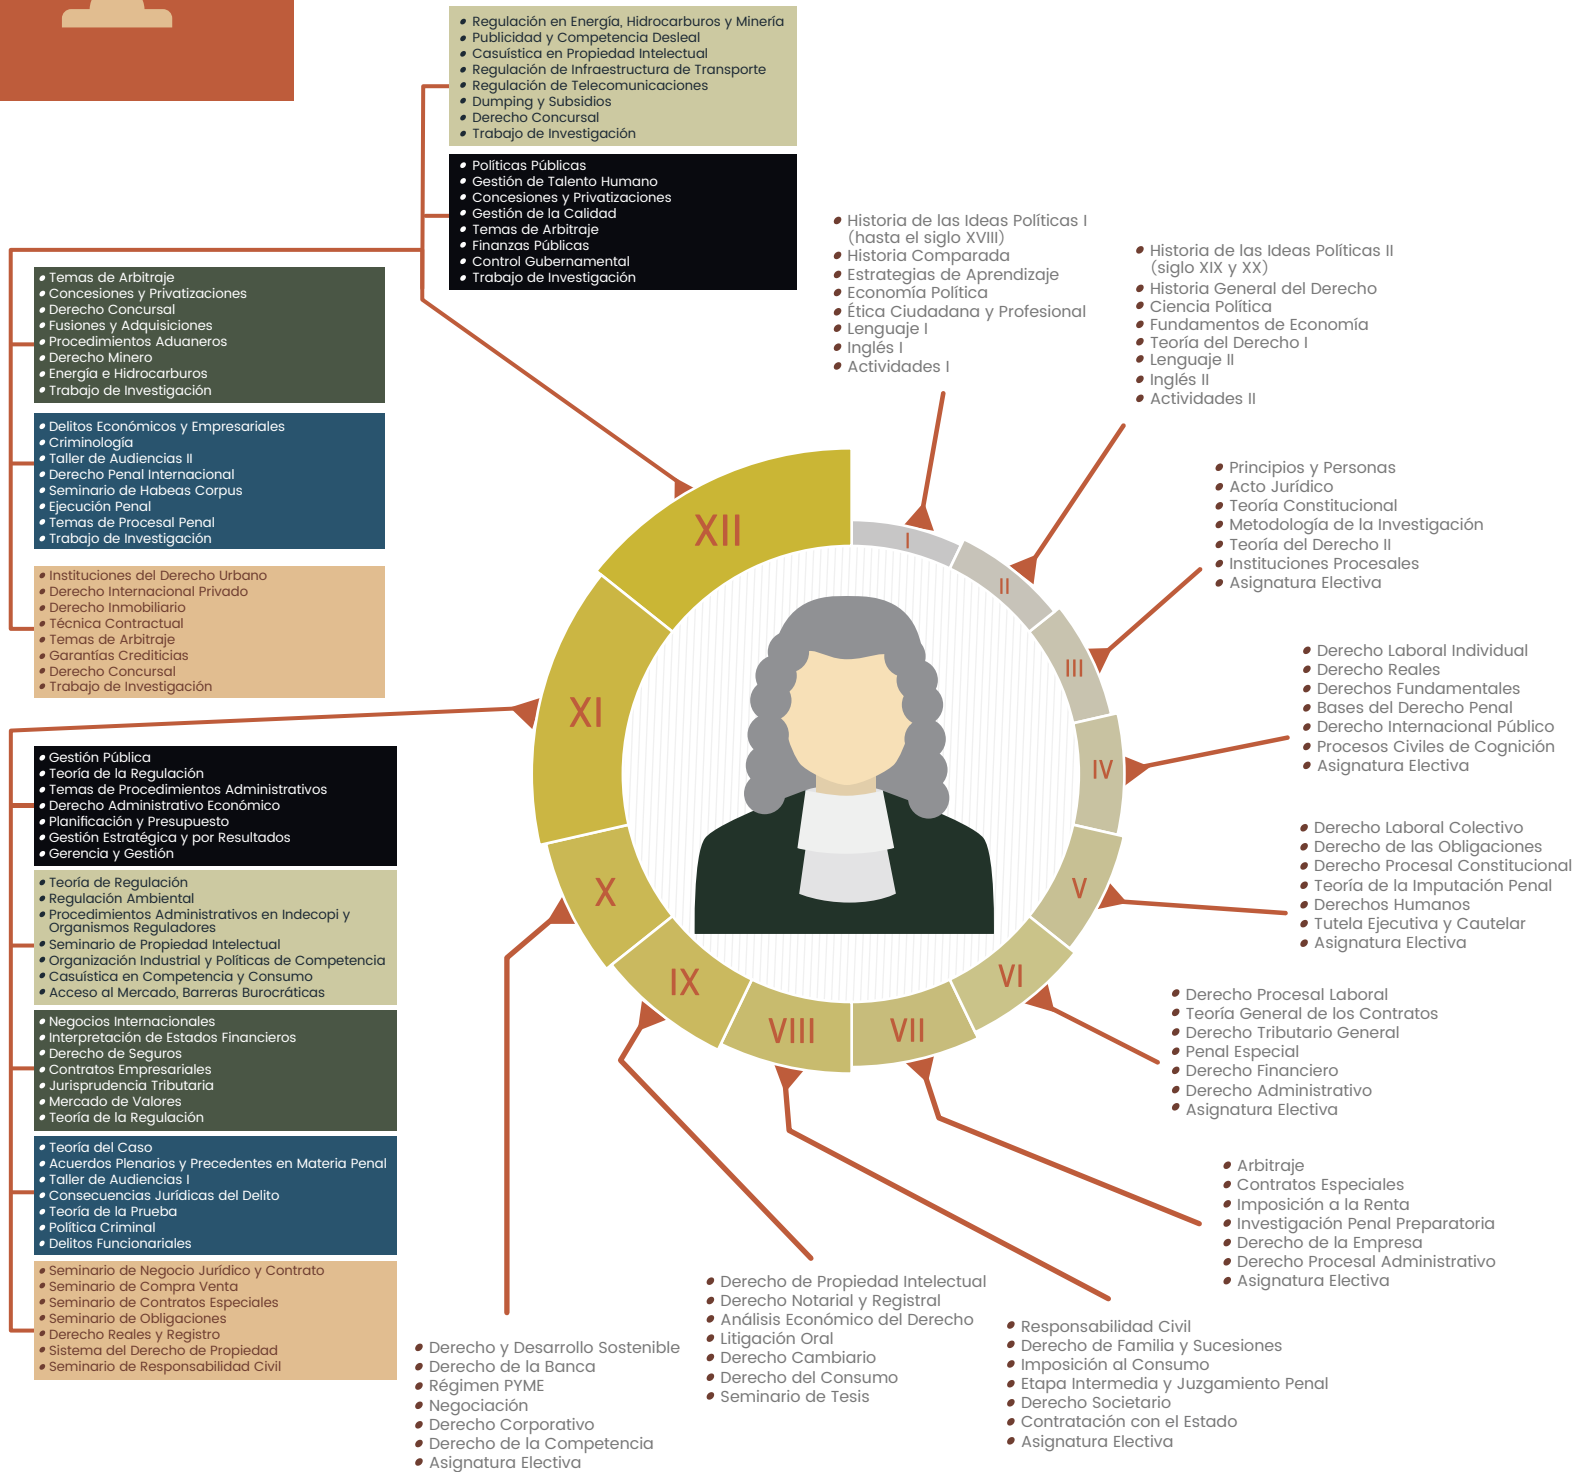 Regulación en Energía, Hidrocarburos y Minería
Publicidad y Competencia Desleal
Casuística en Propiedad Intelectual
Regulación de Infraestructura de Transporte
Regulación de Telecomunicaciones
Dumping y Subsidios
Derecho Concursal
Trabajo de Investigación
Políticas Públicas
Gestión de Talento Humano
Concesiones y Privatizaciones
Gestión de la Calidad
Temas de Arbitraje
Finanzas Públicas
Control Gubernamental
Trabajo de Investigación
Temas de Arbitraje
Concesiones y Privatizaciones
Derecho Concursal
Fusiones y Adquisiciones
Procedimientos Aduaneros
Derecho Minero
Energía e Hidrocarburos
Trabajo de Investigación
Delitos Económicos y Empresariales
Criminología
Taller de Audiencias II
Derecho Penal Internacional
Seminario de Habeas Corpus
Ejecución Penal
Temas de Procesal Penal
Trabajo de Investigación
Instituciones del Derecho Urbano
Derecho Internacional Privado
Derecho Inmobiliario
Técnica Contractual
Temas de Arbitraje
Garantías Crediticias
Derecho Concursal
Trabajo de Investigación
Gestión Pública
Teoría de la Regulación
Temas de Procedimientos Administrativos
Derecho Administrativo Económico
Planificación y Presupuesto
Gestión Estratégica y por Resultados
Gerencia y Gestión
Teoría de Regulación
Regulación Ambiental
Procedimientos Administrativos en Indecopi y
Organismos Reguladores
Seminario de Propiedad Intelectual
Organización Industrial y Políticas de Competencia
Casuística en Competencia y Consumo
Acceso al Mercado, Barreras Burocráticas
Negocios Internacionales
Interpretación de Estados Financieros
Derecho de Seguros
Contratos Empresariales
Jurisprudencia Tributaria
Mercado de Valores
Teoría de la Regulación
Teoría del Caso
Acuerdos Plenarios y Precedentes en Materia Penal
Taller de Audiencias I
Consecuencias Jurídicas del Delito
Teoría de la Prueba
Política Criminal
Delitos Funcionariales
Seminario de Negocio Jurídico y Contrato
Seminario de Compra Venta
Seminario de Contratos Especiales
Seminario de Obligaciones
Derecho Reales y Registro
Sistema del Derecho de Propiedad
Seminario de Responsabilidad Civil
Historia de las Ideas Políticas I
(hasta el siglo XVIII)
Historia Comparada
Estrategias de Aprendizaje
Economía Política
Ética Ciudadana y Profesional
Lenguaje I
Inglés I
Actividades I
Historia de las Ideas Políticas II
(siglo XIX y XX)
Historia General del Derecho
Ciencia Política
Fundamentos de Economía
Teoría del Derecho I
Lenguaje II
Inglés II
Actividades II
Principios y Personas
Acto Jurídico
Teoría Constitucional
Metodología de la Investigación
Teoría del Derecho II
Instituciones Procesales
Asignatura Electiva
Derecho Laboral Individual
Derecho Reales
Derechos Fundamentales
Bases del Derecho Penal
Derecho Internacional Público
Procesos Civiles de Cognición
Asignatura Electiva
Derecho Laboral Colectivo
Derecho de las Obligaciones
Derecho Procesal Constitucional
Teoría de la Imputación Penal
Derechos Humanos
Tutela Ejecutiva y Cautelar
Asignatura Electiva
Derecho Procesal Laboral
Teoría General de los Contratos
Derecho Tributario General
Penal Especial
Derecho Financiero
Derecho Administrativo
Asignatura Electiva
Arbitraje
Contratos Especiales
Imposición a la Renta
Investigación Penal Preparatoria
Derecho de la Empresa
Derecho Procesal Administrativo
Asignatura Electiva
Responsabilidad Civil
Derecho de Familia y Sucesiones
Imposición al Consumo
Etapa Intermedia y Juzgamiento Penal
Derecho Societario
Contratación con el Estado
Asignatura Electiva
Derecho de Propiedad Intelectual
Derecho Notarial y Registral
Análisis Económico del Derecho
Litigación Oral
Derecho Cambiario
Derecho del Consumo
Seminario de Tesis
Derecho y Desarrollo Sostenible
Derecho de la Banca
Régimen PYME
Negociación
Derecho Corporativo
Derecho de la Competencia
Asignatura Electiva
I
II
III
IV
V
VI
VII
VIII
IX
X
XI
XII